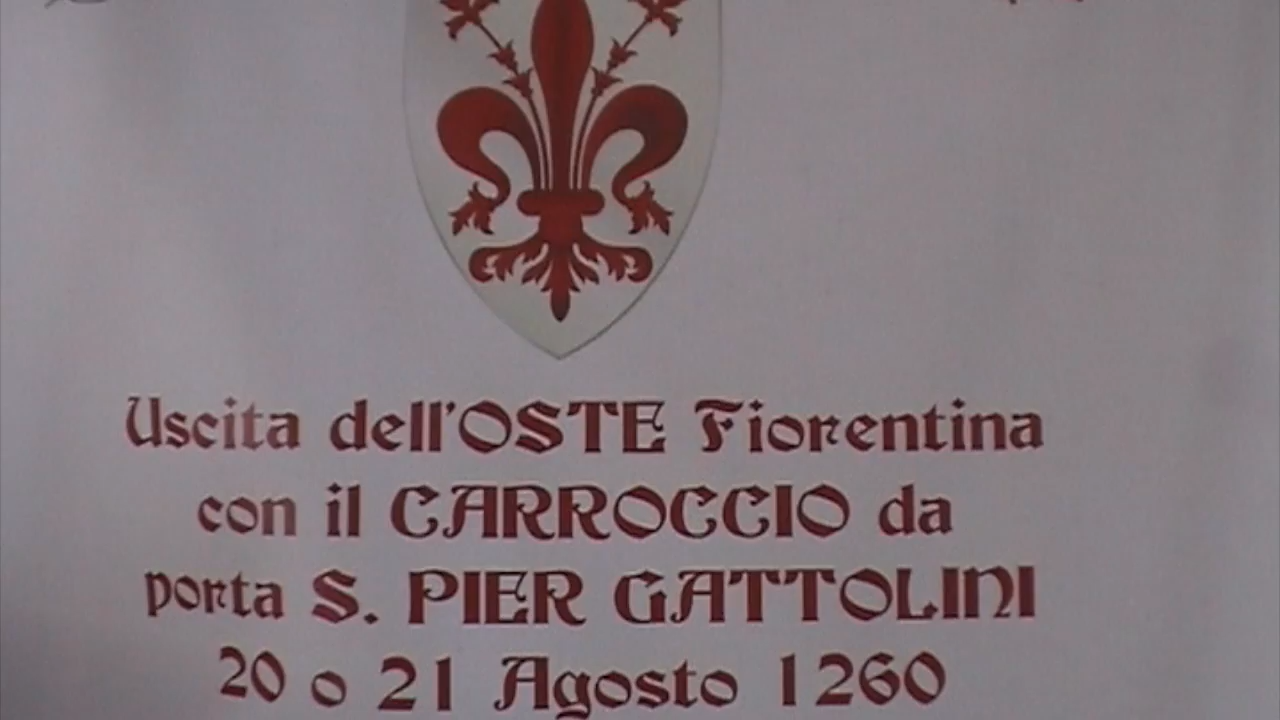 Uscita dell'OSTE Fiorentina
con il CARROCCIO da
porta S. PIER GATTOLINI
20 o 21 Agosto 1260